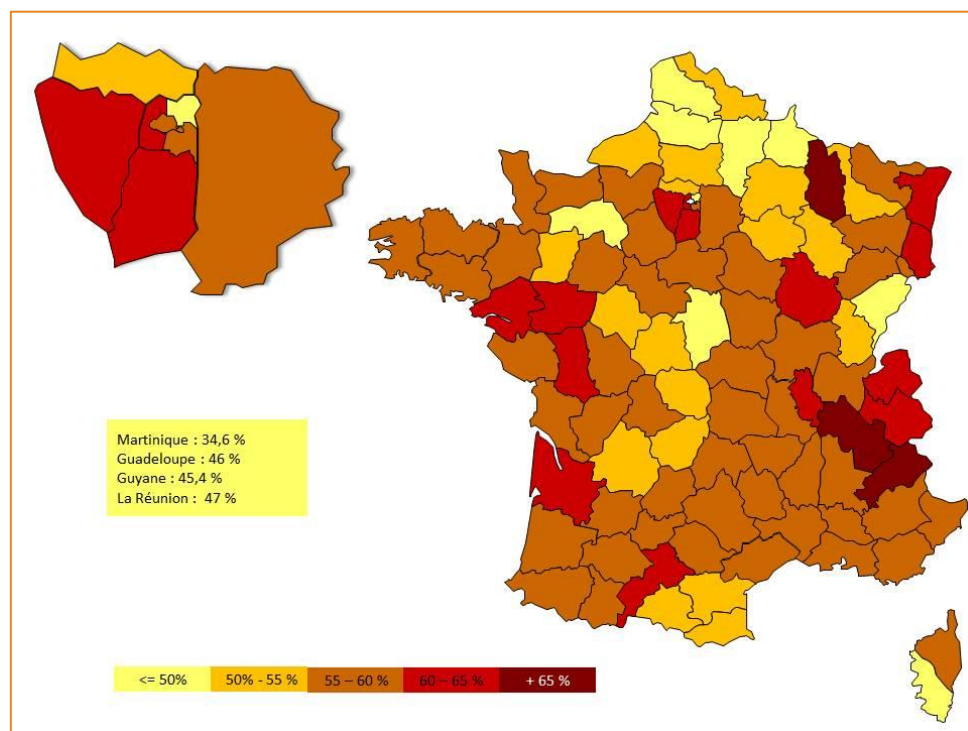 Martinique : 34,6 %
Guadeloupe : 46 %
Guyane : 45,4 %
La Réunion :  47 %
<= 50% 50% - 55 % 55 – 60 % 60 – 65 % + 65 %